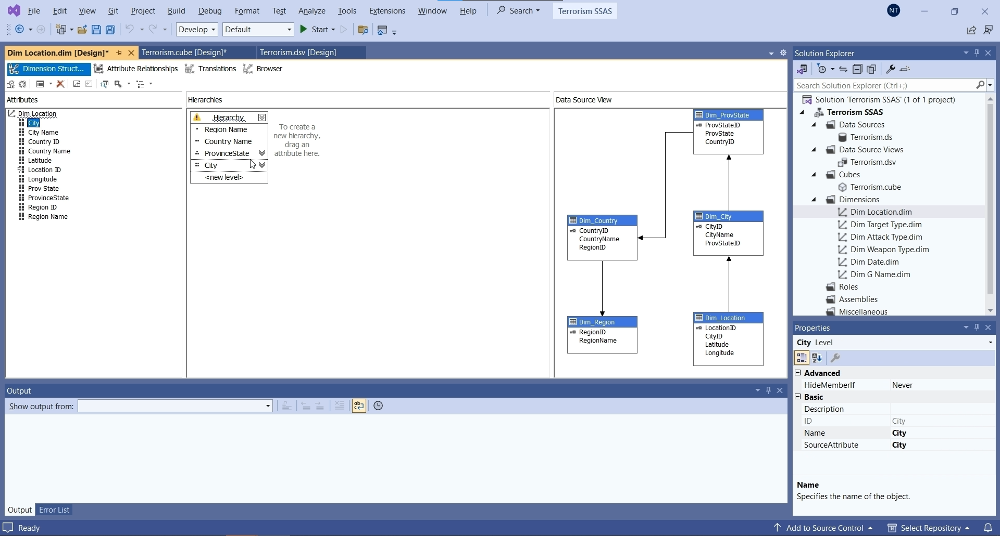 File Edit View Git Project Build Debug Format Test Analyze Tools Extensions Window Help Search Terrorism SSAS NT
Develop Default Start
Dim Location.dim [Design]* Terrorism.cube [Design]* Terrorism.dsv [Design]
Dimension Struct... Attribute Relationships Translations Browser
Attributes
Dim Location
City
City Name
Country ID
Country Name
Latitude
Location ID
Longitude
Prov State
ProvinceState
Region ID
Region Name
Hierarchies
Hierarchy
Region Name
Country Name
ProvinceState
City
<new level>
To create a
new hierarchy,
drag an
attribute here.
Data Source View
Dim_ProvState
ProvStateID
ProvState
CountryID
Dim_Country
CountryID
CountryName
RegionID
Dim_City
CityID
CityName
ProvStateID
Dim_Region
RegionID
RegionName
Dim_Location
LocationID
CityID
Latitude
Longitude
Solution Explorer
Search Solution Explorer (Ctrl+;)
Solution 'Terrorism SSAS' (1 of 1 project)
Terrorism SSAS
Data Sources
Terrorism.ds
Data Source Views
Terrorism.dsv
Cubes
Terrorism.cube
Dimensions
Dim Location.dim
Dim Target Type.dim
Dim Attack Type.dim
Dim Weapon Type.dim
Dim Date.dim
Dim G Name.dim
Roles
Assemblies
Miscellaneous
Properties
City Level
Advanced
HideMemberIf Never
Basic
Description
ID City
Name City
SourceAttribute City
Name
Specifies the name of the object.
Output
Show output from:
Output Error List
Ready
Add to Source Control Select Repository